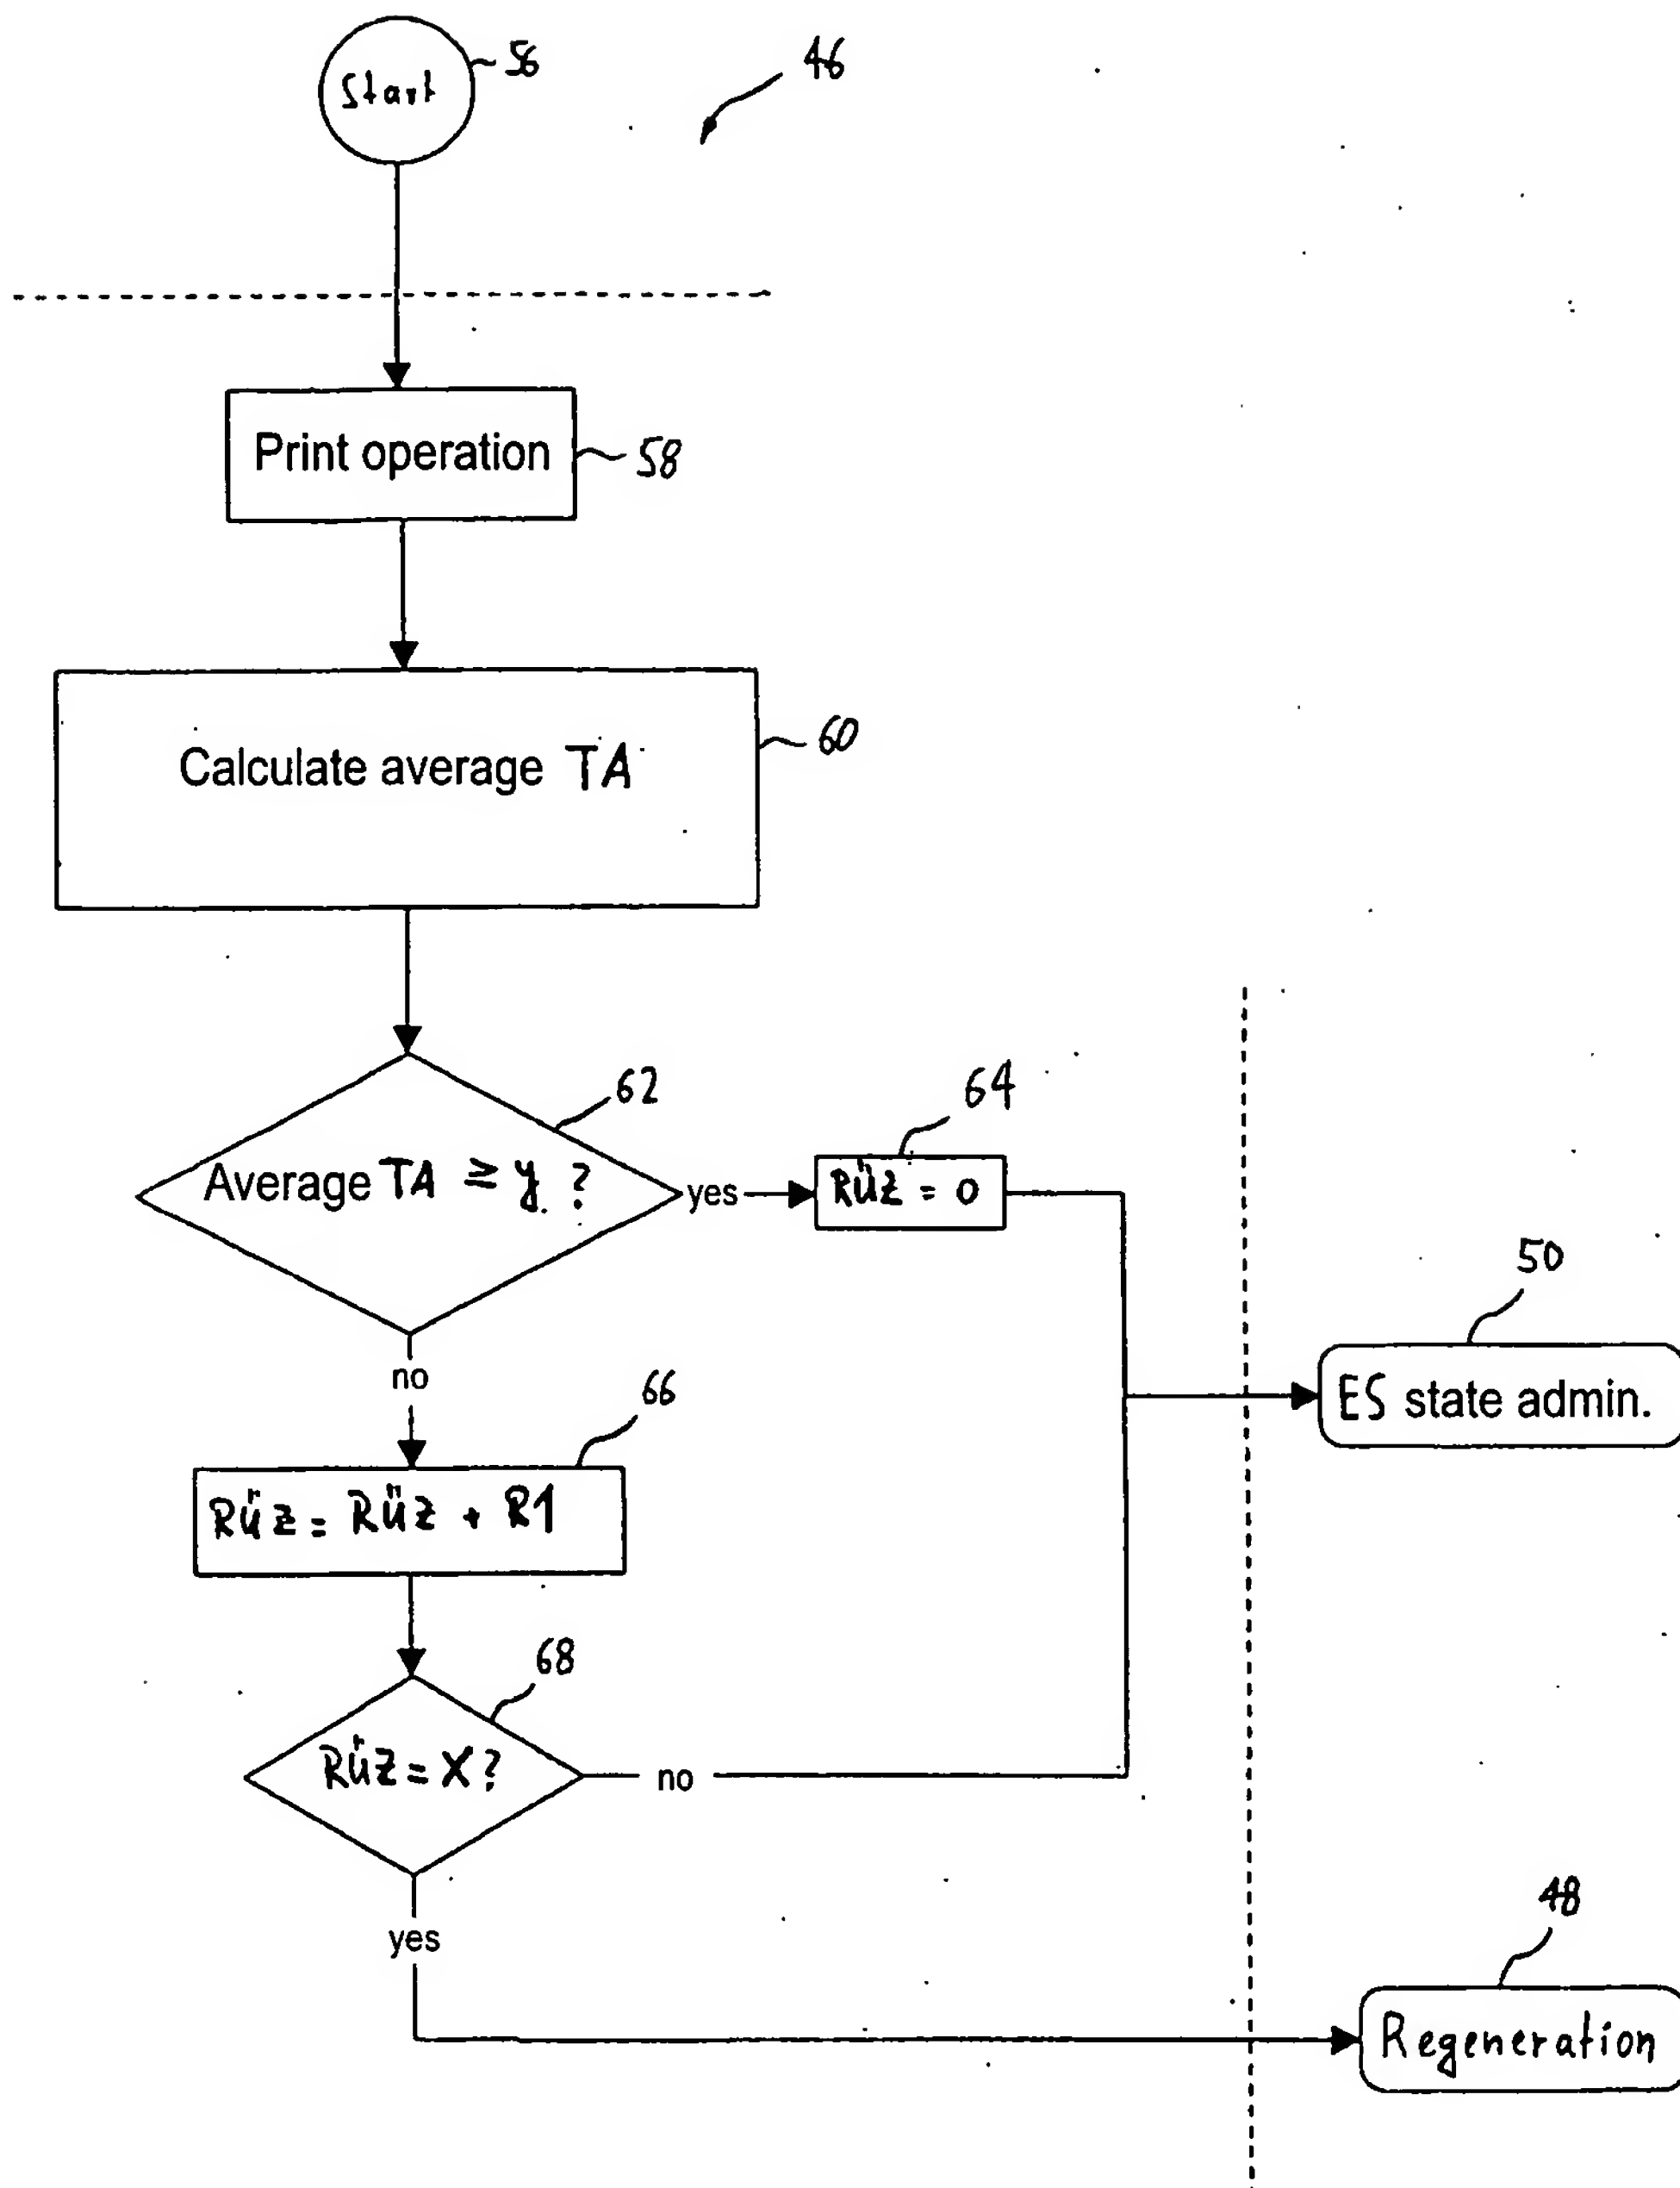 Start
56
46
Print operation
58
Calculate average TA
60
62
Average TA ≥ y ?
yes
64
RÜZ = 0
50
ES state admin.
no
66
RÜZ = RÜZ + R1
68
RÜZ = X?
no
yes
48
Regeneration